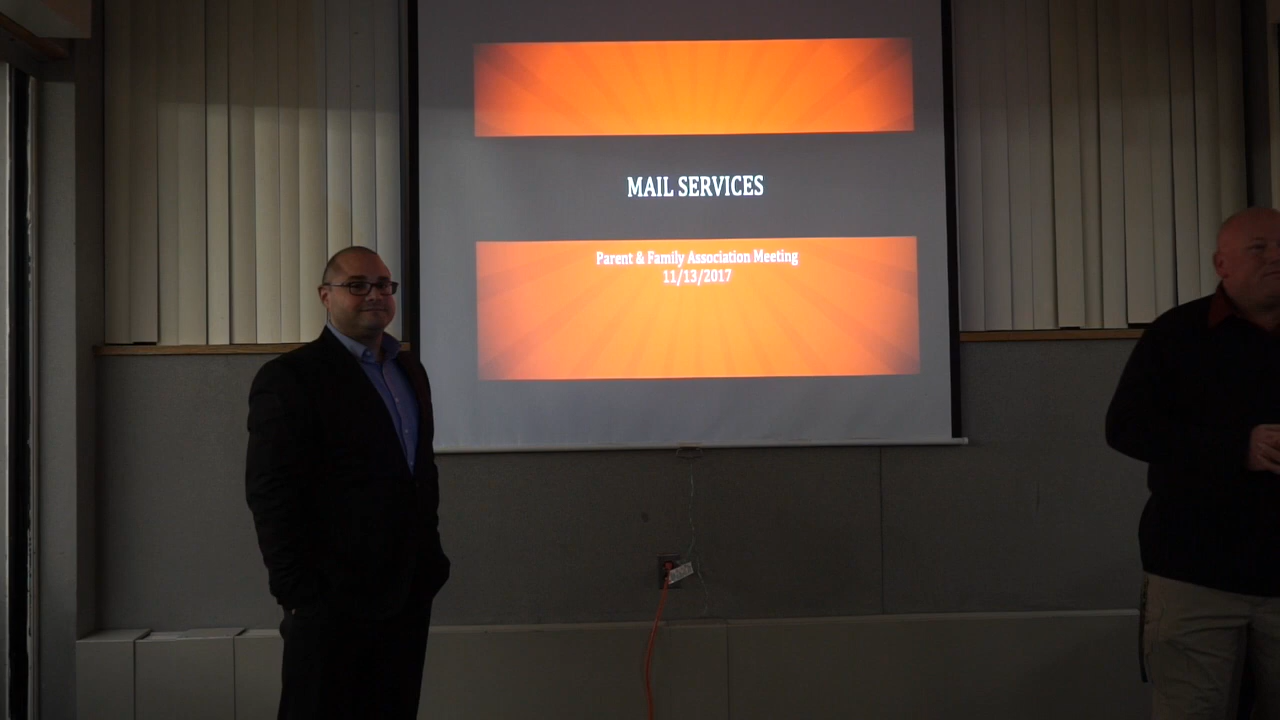 MAIL SERVICES
Parent & Family Association Meeting
11/13/2017